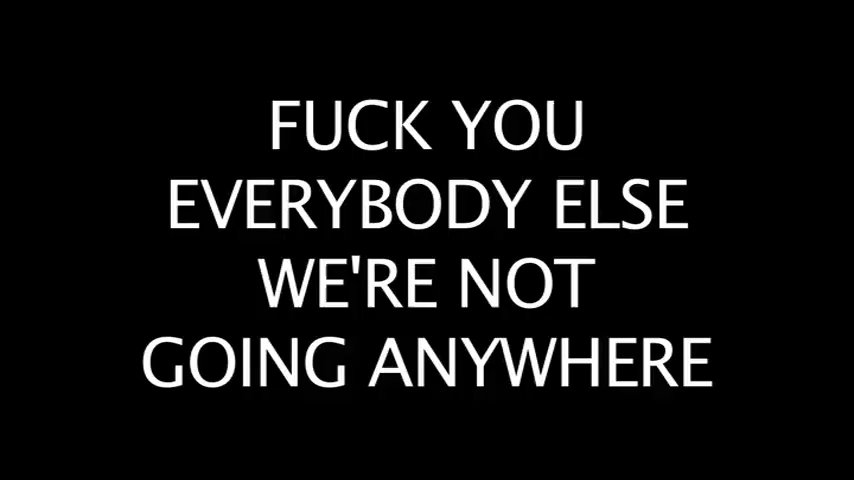 FUCK YOU
EVERYBODY ELSE
WE'RE NOT
GOING ANYWHERE